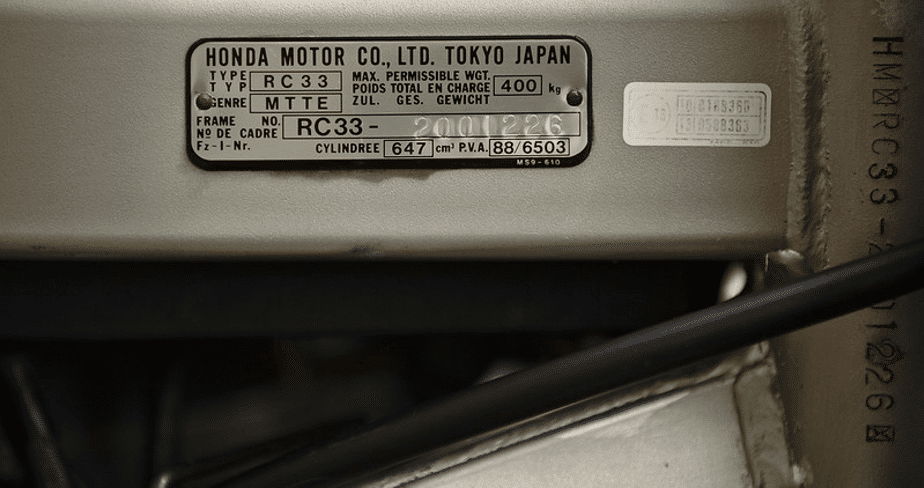 HONDA MOTOR CO., LTD. TOKYO JAPAN
TYPE
TYP
RC33
MAX. PERMISSIBLE WGT.
POIDS TOTAL EN CHARGE
ZUL. GES. GEWICHT
400 kg
GENRE MTTE
FRAME NO.
Nº DE CADRE
Fz-I-Nr.
RC33- 2001226
CYLINDREE 647 cm³ P.V.A. 88/6503
MS9-610
HM RC33-2001226